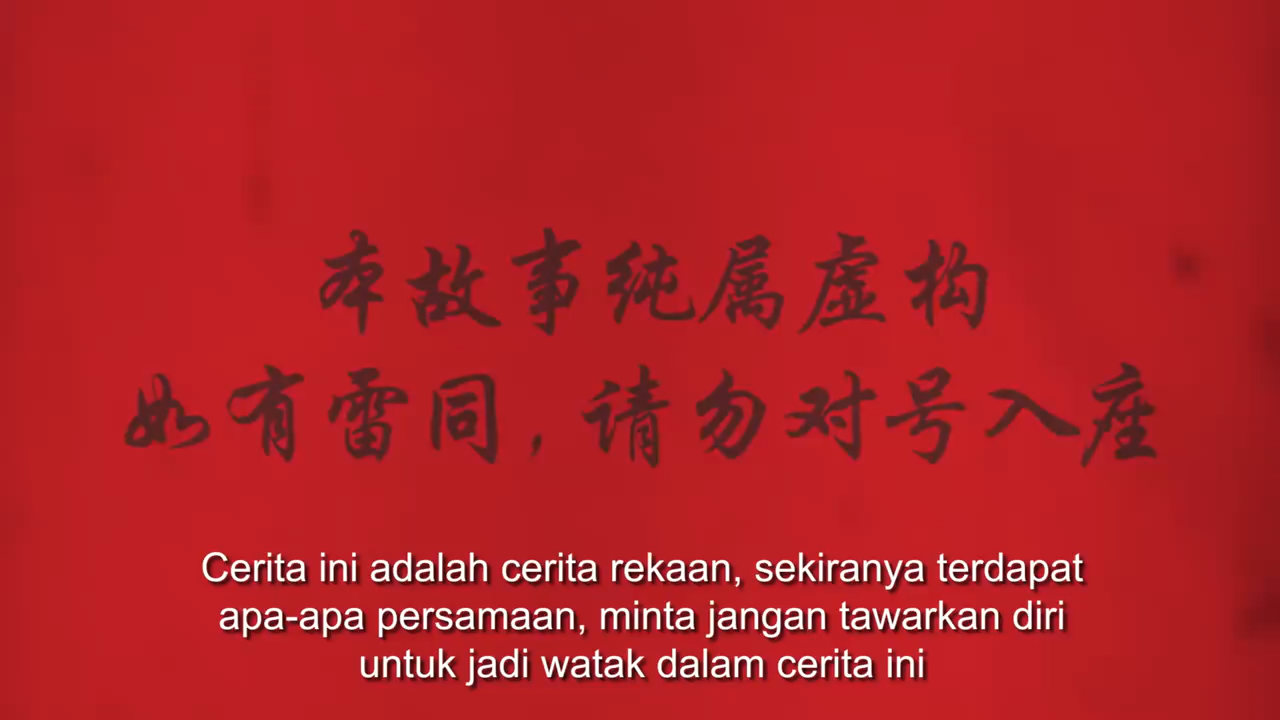 本故事纯属虚构
如有雷同，请勿对号入座
Cerita ini adalah cerita rekaan, sekiranya terdapat
apa-apa persamaan, minta jangan tawarkan diri
untuk jadi watak dalam cerita ini